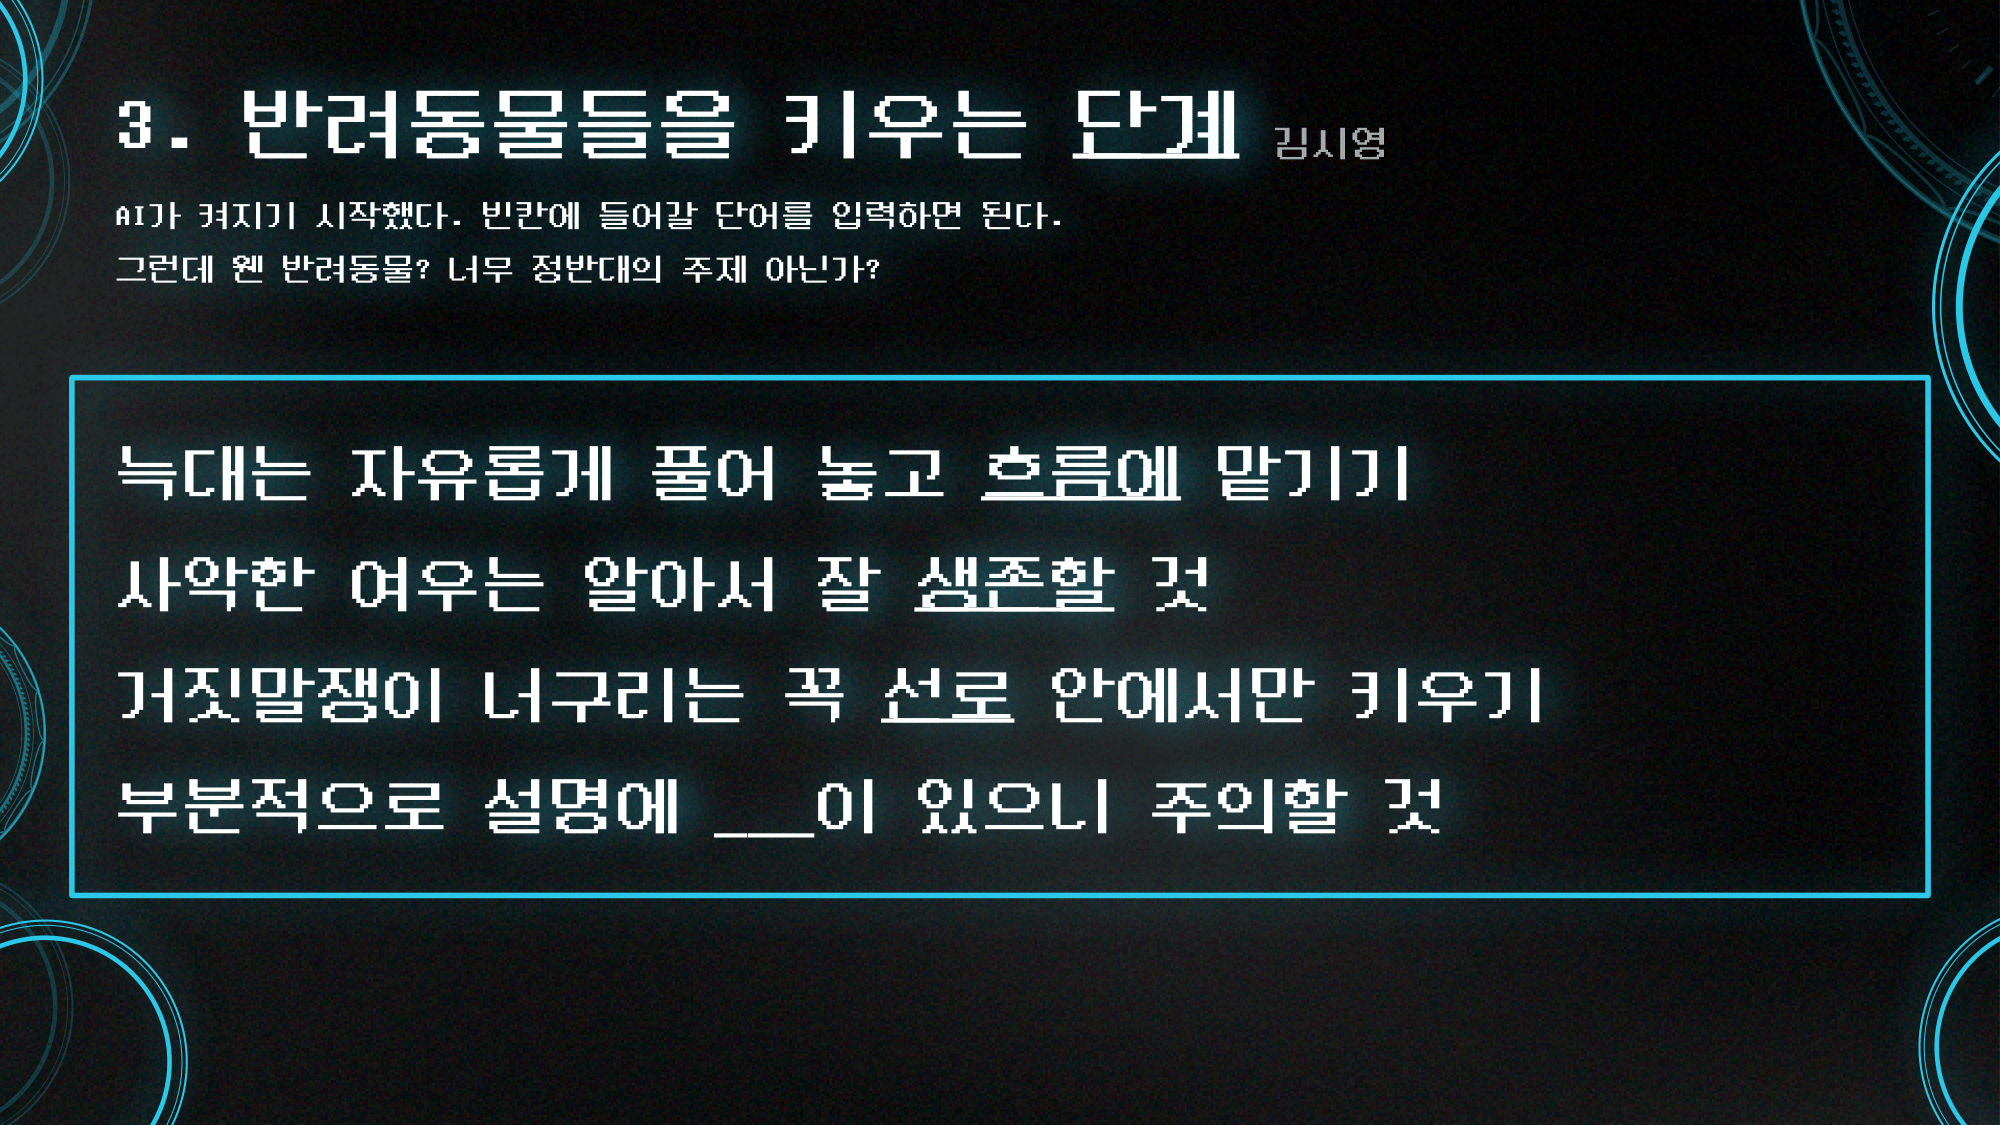 3. 반려동물들을 키우는 단계 김시영
AI가 켜지기 시작했다. 빈칸에 들어갈 단어를 입력하면 된다.
그런데 웬 반려동물? 너무 정반대의 주제 아닌가?
늑대는 자유롭게 풀어 놓고 흐름에 맡기기
사악한 여우는 알아서 잘 생존할 것
거짓말쟁이 너구리는 꼭 선로 안에서만 키우기
부분적으로 설명에 ___이 있으니 주의할 것